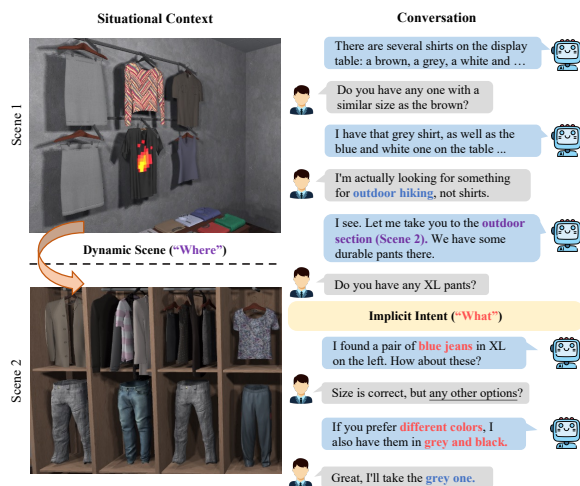 Situational Context
Conversation
Scene 1
There are several shirts on the display
table: a brown, a grey, a white and …
Do you have any one with a
similar size as the brown?
I have that grey shirt, as well as the
blue and white one on the table ...
I'm actually looking for something
for outdoor hiking, not shirts.
I see. Let me take you to the outdoor
section (Scene 2). We have some
durable pants there.
Dynamic Scene (“Where”)
Do you have any XL pants?
Scene 2
Implicit Intent (“What”)
I found a pair of blue jeans in XL
on the left. How about these?
Size is correct, but any other options?
If you prefer different colors, I
also have them in grey and black.
Great, I'll take the grey one.